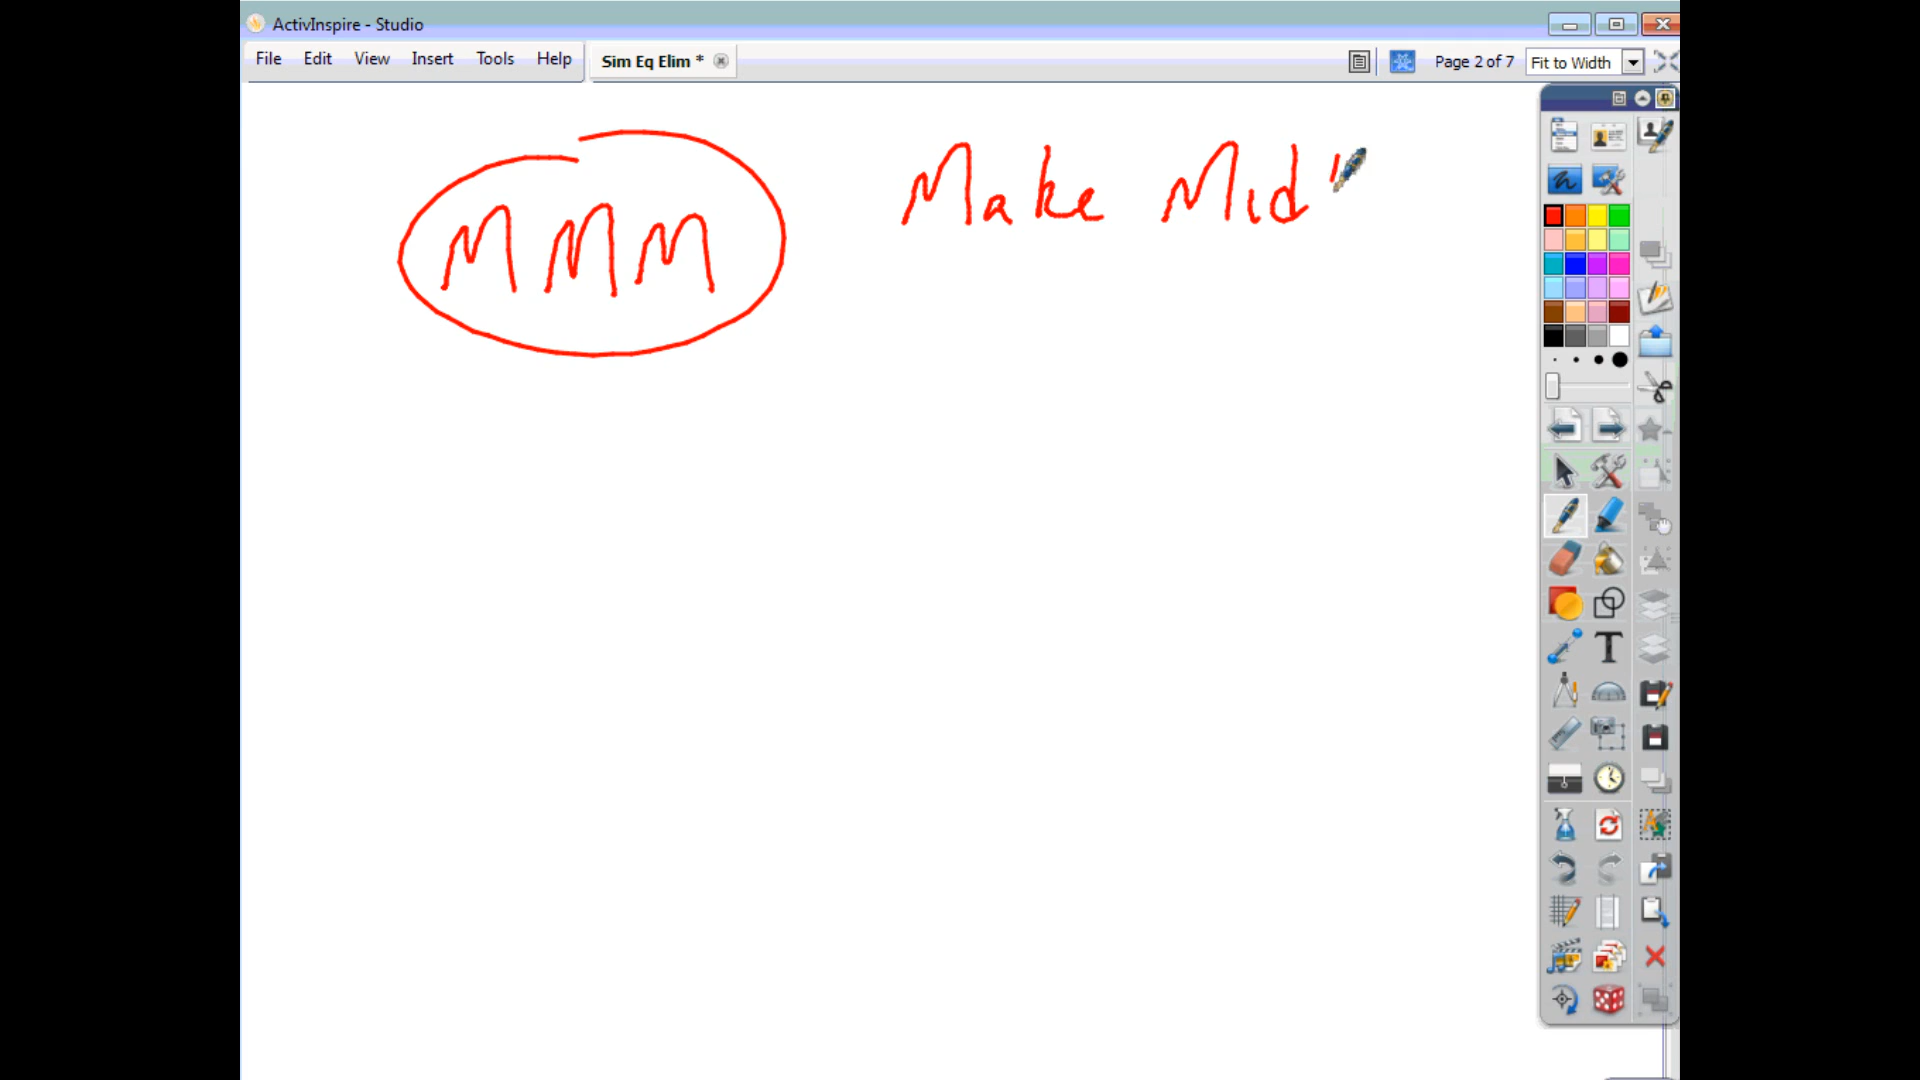 ActivInspire - Studio
File Edit View Insert Tools Help Sim Eq Elim * Page 2 of 7 Fit to Width
MMM Make Mid